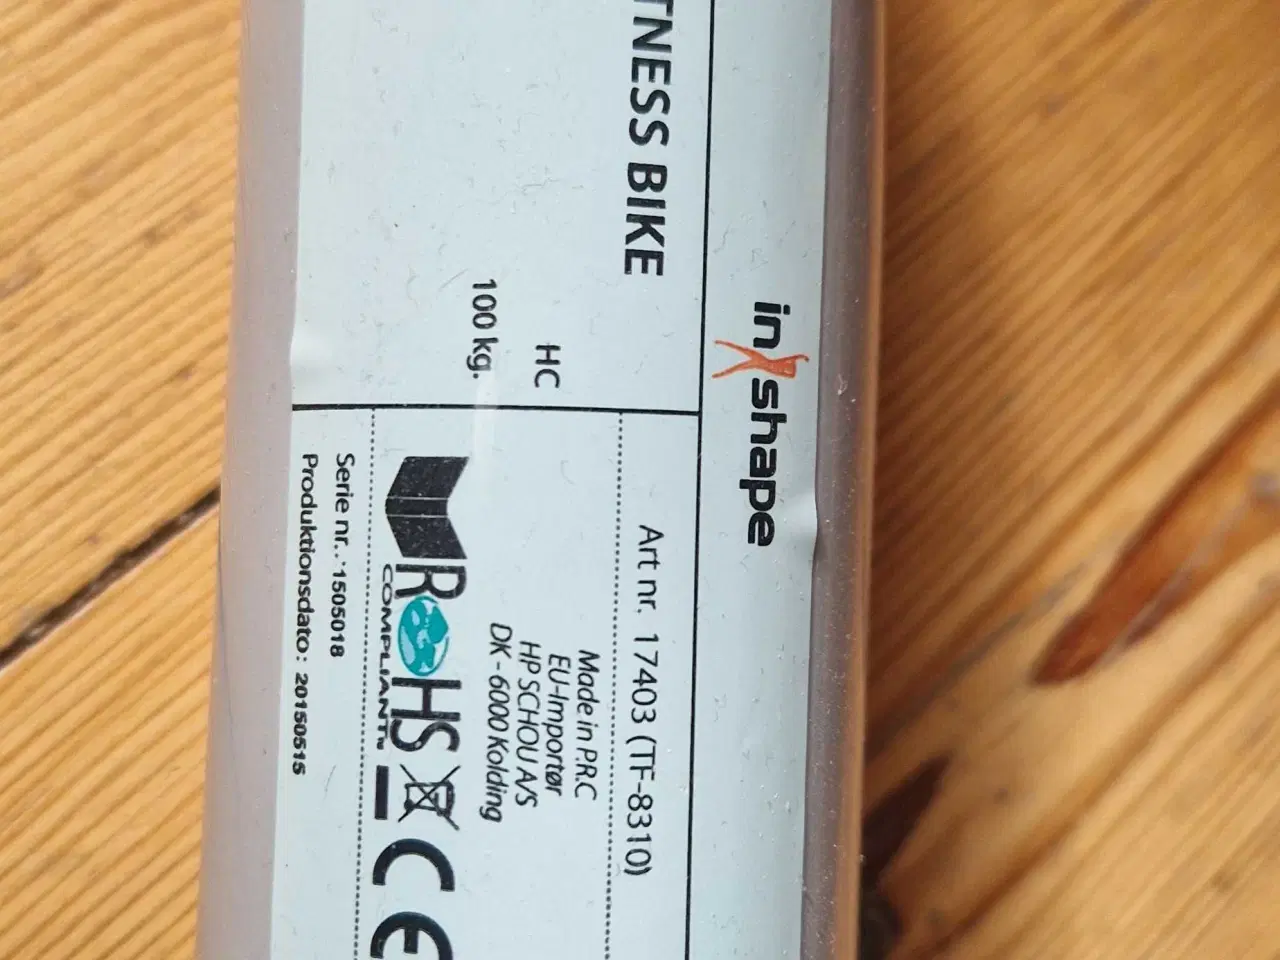 inshape
TNESS BIKE
HC
100 kg.
Art nr. 17403 (TF-8310)
Made in P.R.C
EU-Importør
HP SCHOU A/S
DK - 6000 Kolding
RoHS
COMPLIANT
CE
Serie nr.: 1505018
Produktionsdato: 20150515